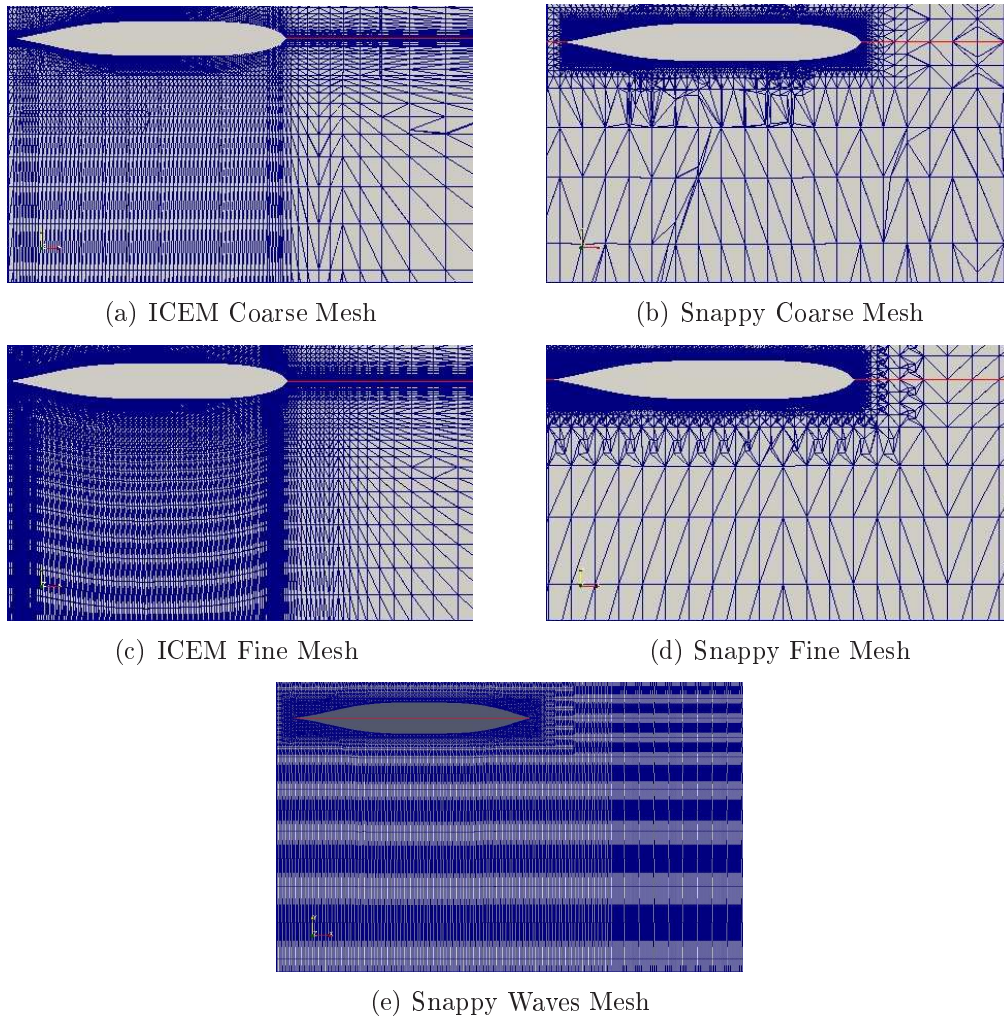 (a) ICEM Coarse Mesh
(b) Snappy Coarse Mesh
(c) ICEM Fine Mesh
(d) Snappy Fine Mesh
(e) Snappy Waves Mesh